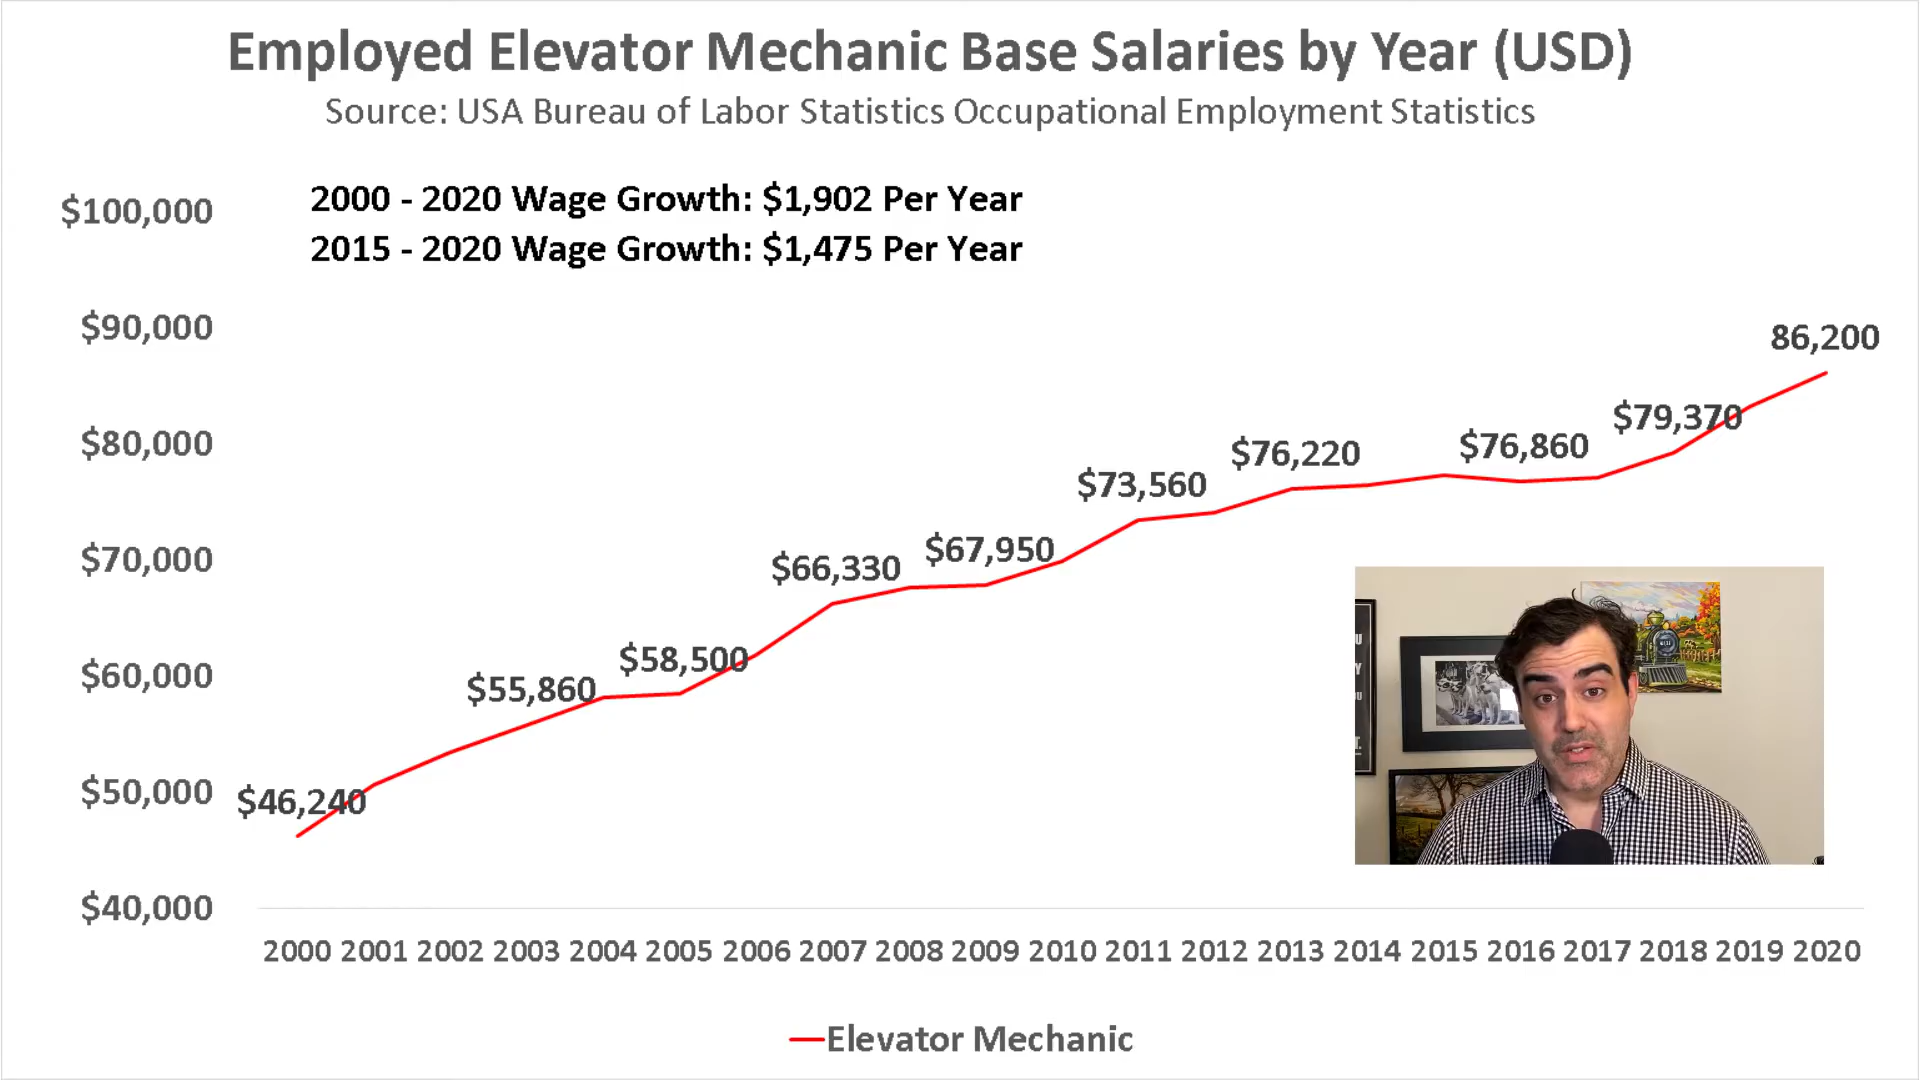 Employed Elevator Mechanic Base Salaries by Year (USD)
Source: USA Bureau of Labor Statistics Occupational Employment Statistics
2000 - 2020 Wage Growth: $1,902 Per Year
2015 - 2020 Wage Growth: $1,475 Per Year
$100,000
$90,000
$80,000
$70,000
$60,000
$50,000
$40,000
$46,240
$55,860
$58,500
$66,330
$67,950
$73,560
$76,220
$76,860
$79,370
86,200
2000 2001 2002 2003 2004 2005 2006 2007 2008 2009 2010 2011 2012 2013 2014 2015 2016 2017 2018 2019 2020
Elevator Mechanic